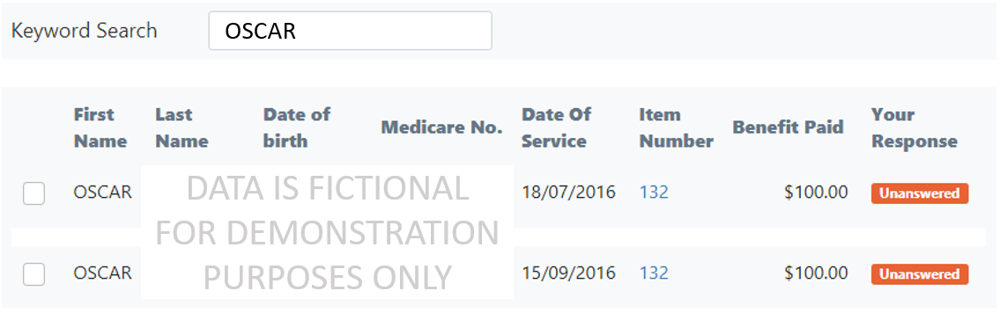 Keyword Search OSCAR
First Name Last Name Date of birth Medicare No. Date Of Service Item Number Benefit Paid Your Response
OSCAR 18/07/2016 132 $100.00 Unanswered
DATA IS FICTIONAL
FOR DEMONSTRATION
PURPOSES ONLY
OSCAR 15/09/2016 132 $100.00 Unanswered